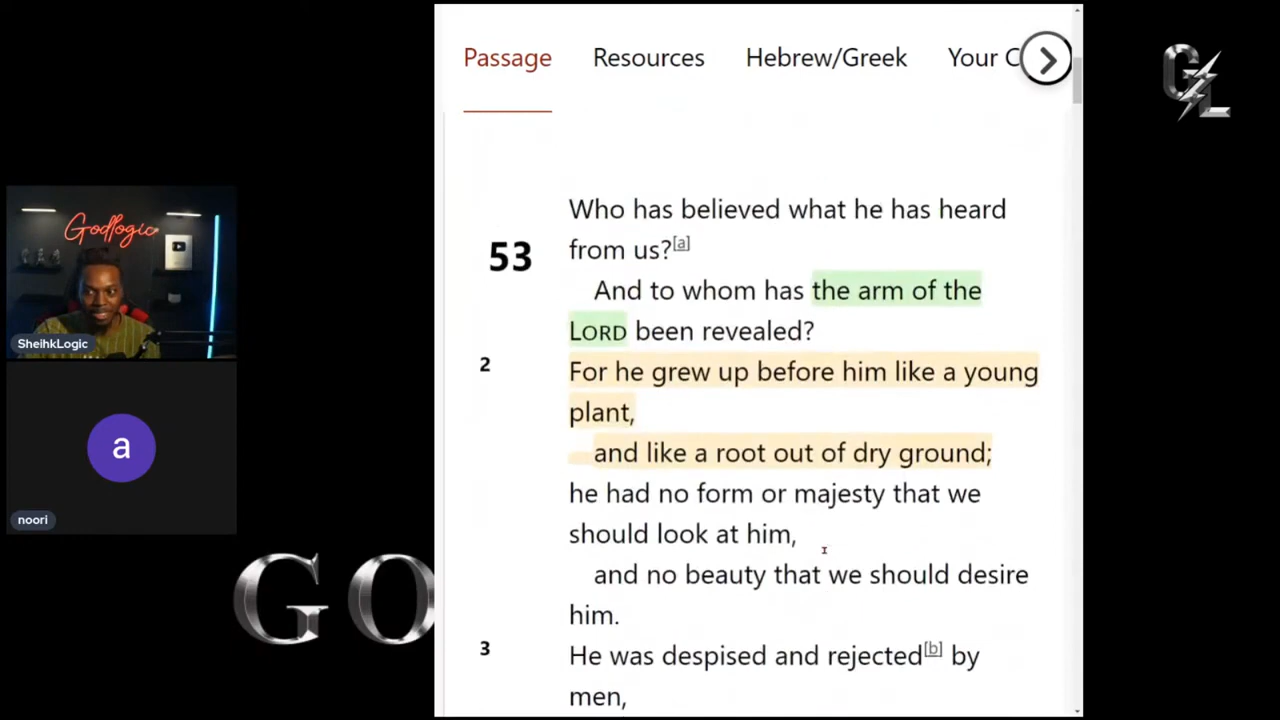 Passage Resources Hebrew/Greek Your C
GL
Godlogic
SheihkLogic
a
noori
GO
53
Who has believed what he has heard
from us?[a]
And to whom has the arm of the
LORD been revealed?
2
For he grew up before him like a young
plant,
and like a root out of dry ground;
he had no form or majesty that we
should look at him,
and no beauty that we should desire
him.
3
He was despised and rejected[b] by
men,